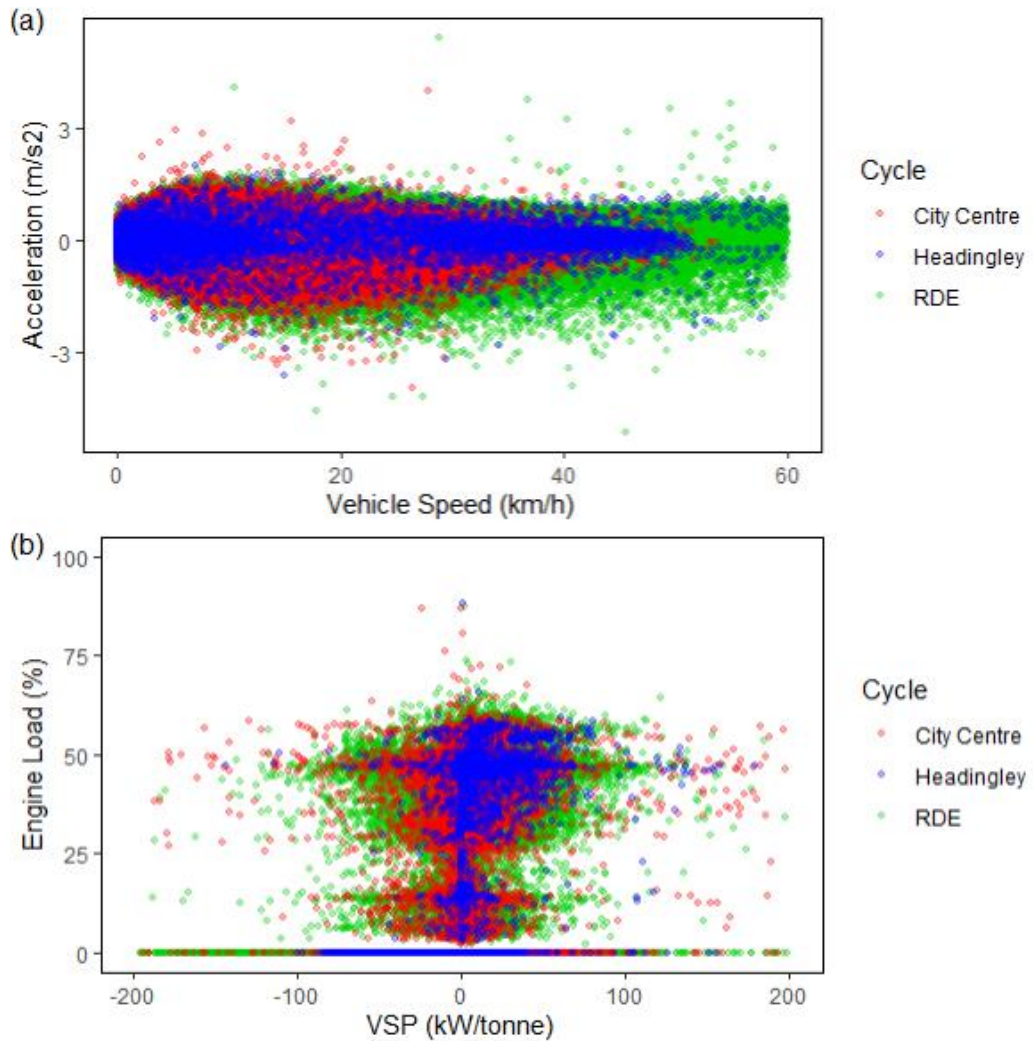 (a)
Acceleration (m/s2)
3
0
-3
0
20
40
60
Vehicle Speed (km/h)
Cycle
City Centre
Headingley
RDE
(b)
Engine Load (%)
100
75
50
25
0
-200
-100
0
100
200
VSP (kW/tonne)
Cycle
City Centre
Headingley
RDE